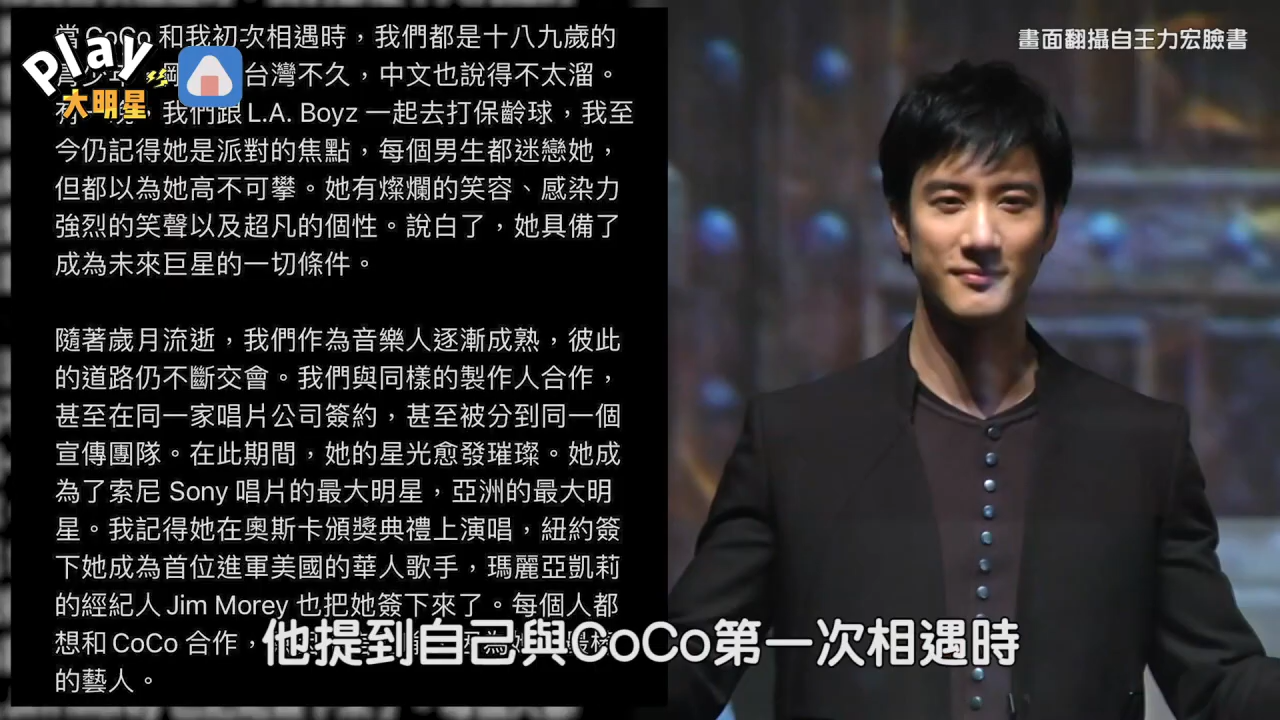 Play
大明星
畫面翻攝自王力宏臉書
當CoCo 和我初次相遇時，我們都是十八九歲的
台灣不久，中文也說得不太溜。
我們跟 L.A. Boyz 一起去打保齡球，我至
今仍記得她是派對的焦點，每個男生都迷戀她，
但都以為她高不可攀。她有燦爛的笑容、感染力
強烈的笑聲以及超凡的個性。說白了，她具備了
成為未來巨星的一切條件。
隨著歲月流逝，我們作為音樂人逐漸成熟，彼此
的道路仍不斷交會。我們與同樣的製作人合作，
甚至在同一家唱片公司簽約，甚至被分到同一個
宣傳團隊。在此期間，她的星光愈發璀璨。她成
為了索尼 Sony 唱片的最大明星，亞洲的最大明
星。我記得她在奧斯卡頒獎典禮上演唱，紐約簽
下她成為首位進軍美國的華人歌手，瑪麗亞凱莉
的經紀人 Jim Morey 也把她簽下來了。每個人都
想和 CoCo 合作，
的藝人。
他提到自己與CoCo第一次相遇時